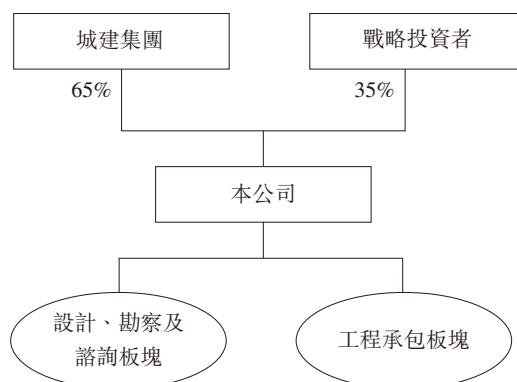 城建集團
戰略投資者
65%
35%
本公司
設計、勘察及
諮詢板塊
工程承包板塊